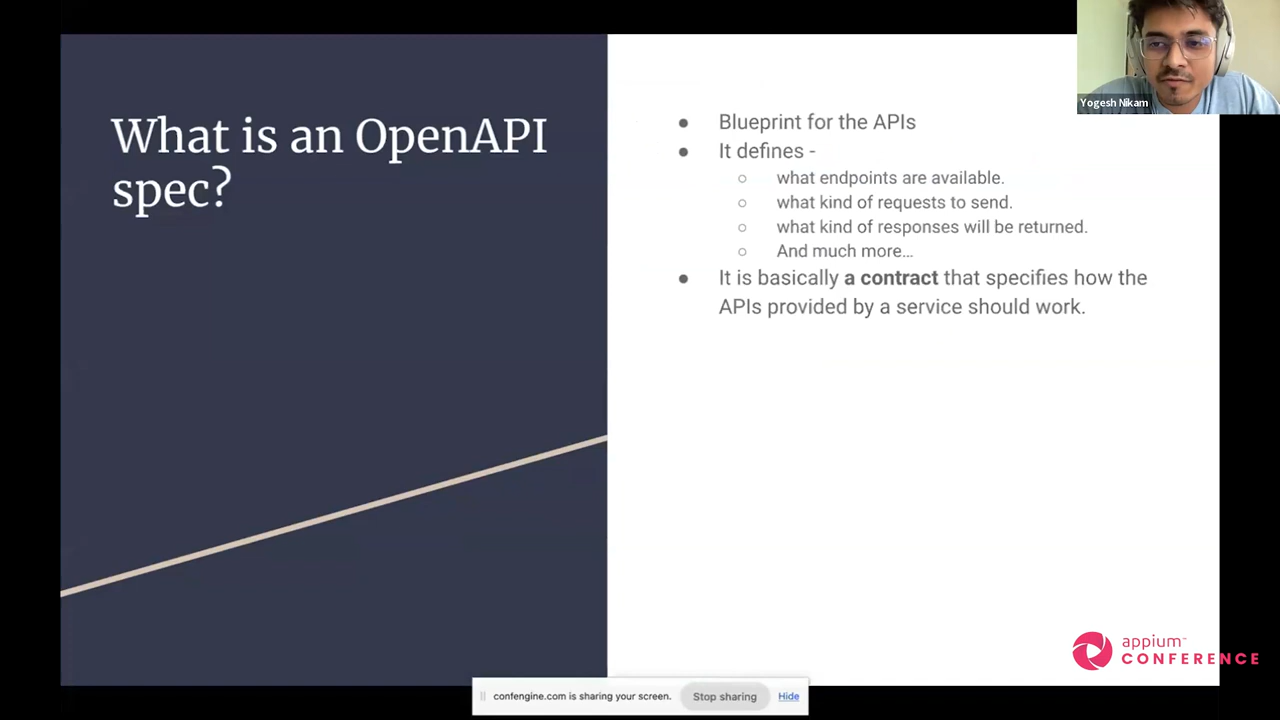 What is an OpenAPI
spec?
● Blueprint for the APIs
● It defines -
○ what endpoints are available.
○ what kind of requests to send.
○ what kind of responses will be returned.
○ And much more…
● It is basically a contract that specifies how the
APIs provided by a service should work.
Yogesh Nikam
appium™
CONFERENCE
confengine.com is sharing your screen. Stop sharing Hide